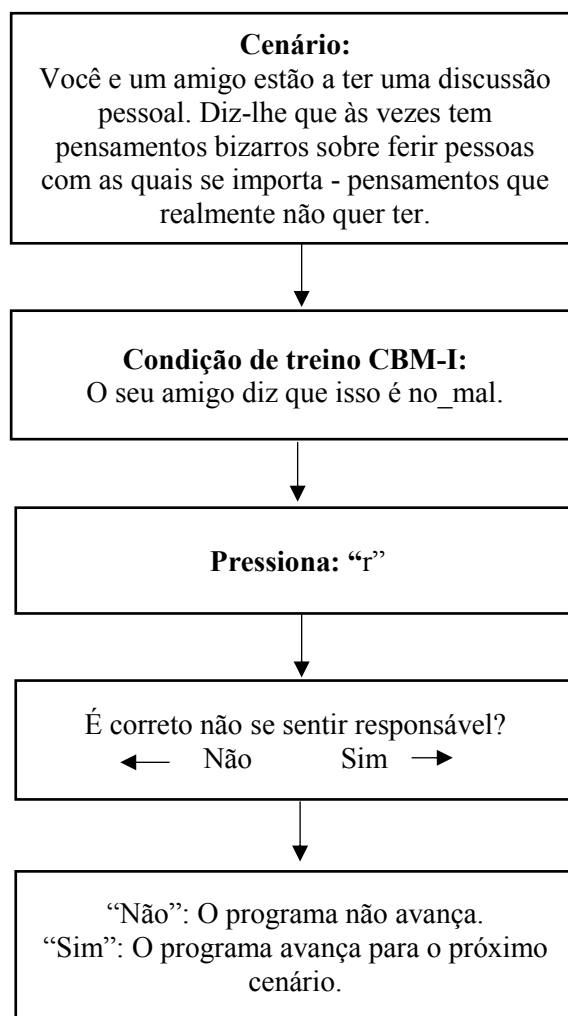 Cenário:
Você e um amigo estão a ter uma discussão
pessoal. Diz-lhe que às vezes tem
pensamentos bizarros sobre ferir pessoas
com as quais se importa - pensamentos que
realmente não quer ter.
Condição de treino CBM-I:
O seu amigo diz que isso é no_mal.
Pressiona: “r”
É correto não se sentir responsável?
Não Sim
“Não”: O programa não avança.
“Sim”: O programa avança para o próximo
cenário.